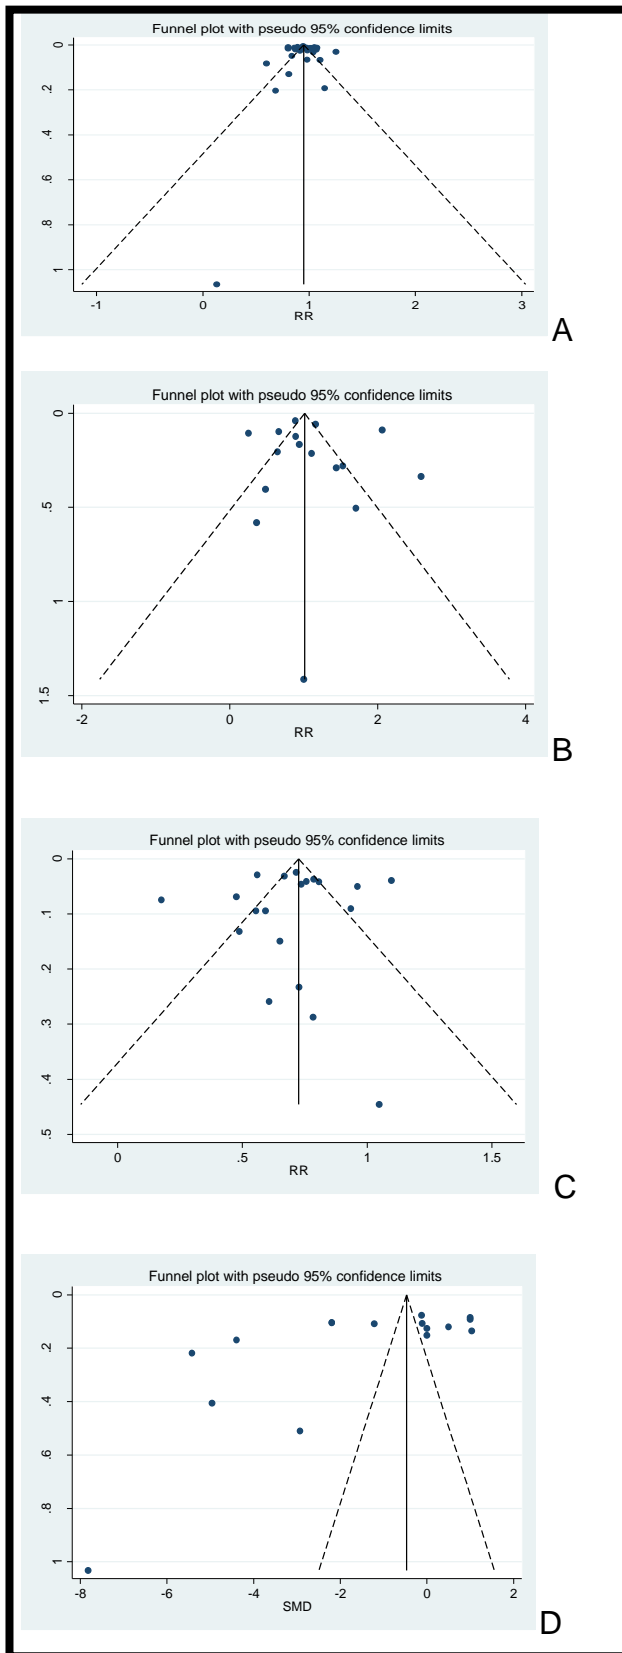 Funnel plot with pseudo 95% confidence limits
0
.2
.4
.6
.8
1
-1 0 1 2 3
RR
A
Funnel plot with pseudo 95% confidence limits
0
.5
1
1.5
-2 0 2 4
RR
B
Funnel plot with pseudo 95% confidence limits
0
.1
.2
.3
.4
.5
0 .5 1 1.5
RR
C
Funnel plot with pseudo 95% confidence limits
0
.2
.4
.6
.8
1
-8 -6 -4 -2 0 2
SMD
D